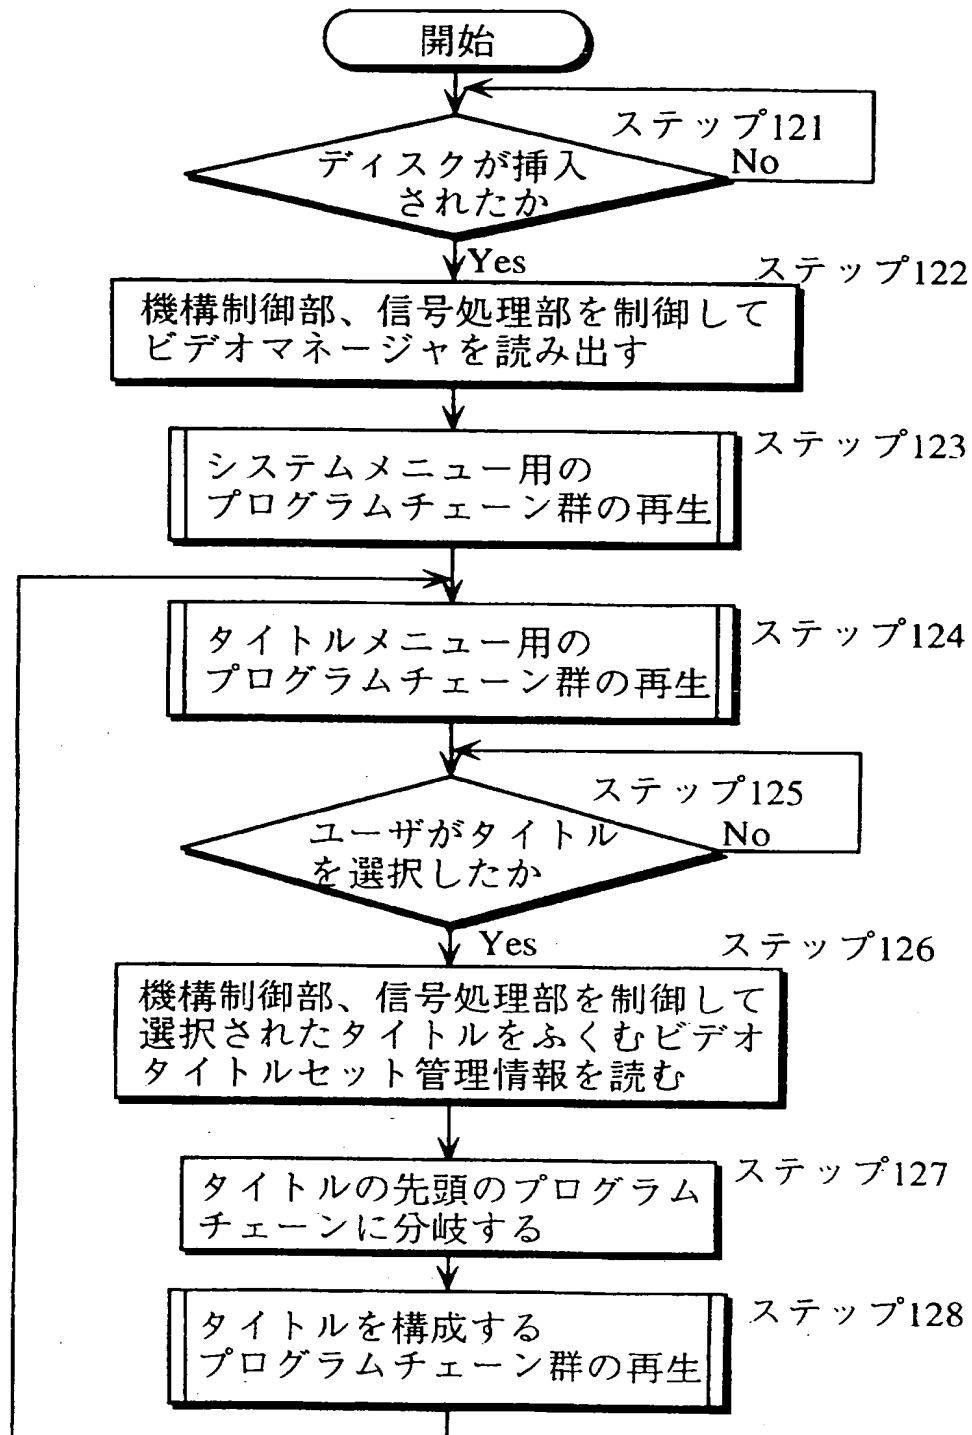 開始
ステップ121
ディスクが挿入
されたか
No
Yes
ステップ122
機構制御部、信号処理部を制御して
ビデオマネージャを読み出す
ステップ123
システムメニュー用の
プログラムチェーン群の再生
ステップ124
タイトルメニュー用の
プログラムチェーン群の再生
ステップ125
ユーザがタイトル
を選択したか
No
Yes
ステップ126
機構制御部、信号処理部を制御して
選択されたタイトルをふくむビデオ
タイトルセット管理情報を読む
ステップ127
タイトルの先頭のプログラム
チェーンに分岐する
ステップ128
タイトルを構成する
プログラムチェーン群の再生